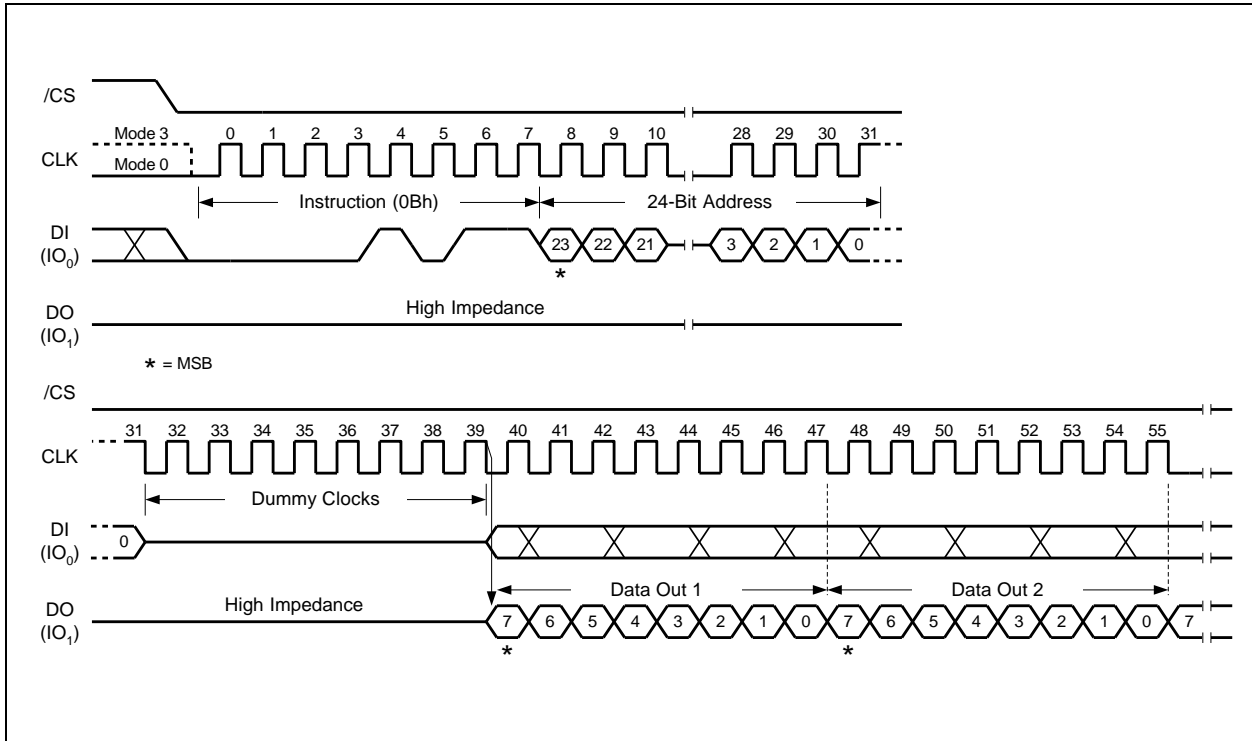 /CS
Mode 3 0 1 2 3 4 5 6 7 8 9 10 28 29 30 31
CLK
Mode 0
Instruction (0Bh) 24-Bit Address
DI
(IO0)
23 22 21 3 2 1 0
*
High Impedance
DO
(IO1)
* = MSB
/CS
31 32 33 34 35 36 37 38 39 40 41 42 43 44 45 46 47 48 49 50 51 52 53 54 55
CLK
Dummy Clocks
DI
(IO0)
0
Data Out 1 Data Out 2
High Impedance
DO
(IO1)
7 6 5 4 3 2 1 0 7 6 5 4 3 2 1 0 7
* *